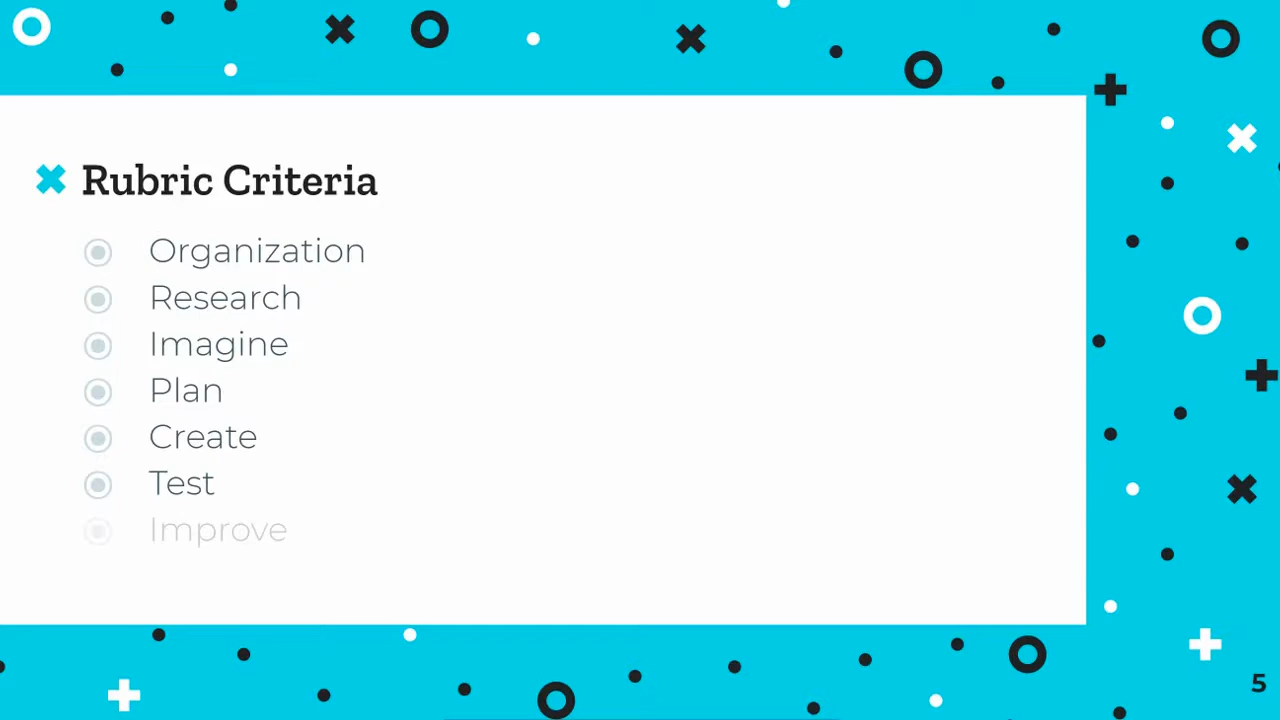 Rubric Criteria
Organization
Research
Imagine
Plan
Create
Test
Improve
5